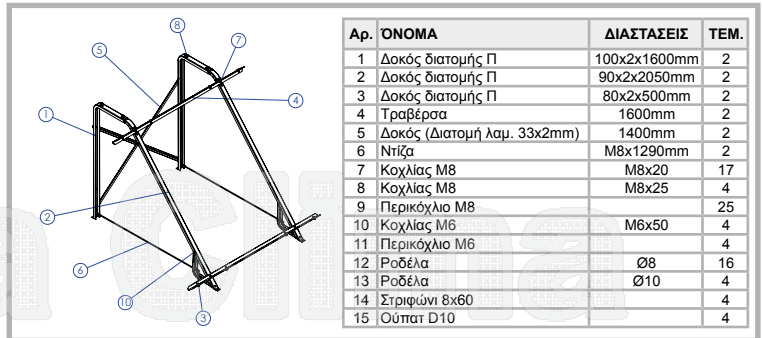 8
7
5
4
1
2
6
10
3
Αρ. ΌΝΟΜΑ ΔΙΑΣΤΑΣΕΙΣ ΤΕΜ.
1 Δοκός διατομής Π 100x2x1600mm 2
2 Δοκός διατομής Π 90x2x2050mm 2
3 Δοκός διατομής Π 80x2x500mm 2
4 Τραβέρσα 1600mm 2
5 Δοκός (Διατομή λαμ. 33x2mm) 1400mm 2
6 Ντίζα M8x1290mm 2
7 Κοχλίας M8 M8x20 17
8 Κοχλίας M8 M8x25 4
9 Περικόχλιο M8 25
10 Κοχλίας M6 M6x50 4
11 Περικόχλιο M6 4
12 Ροδέλα Ø8 16
13 Ροδέλα Ø10 4
14 Στριφώνι 8x60 4
15 Ούπατ D10 4